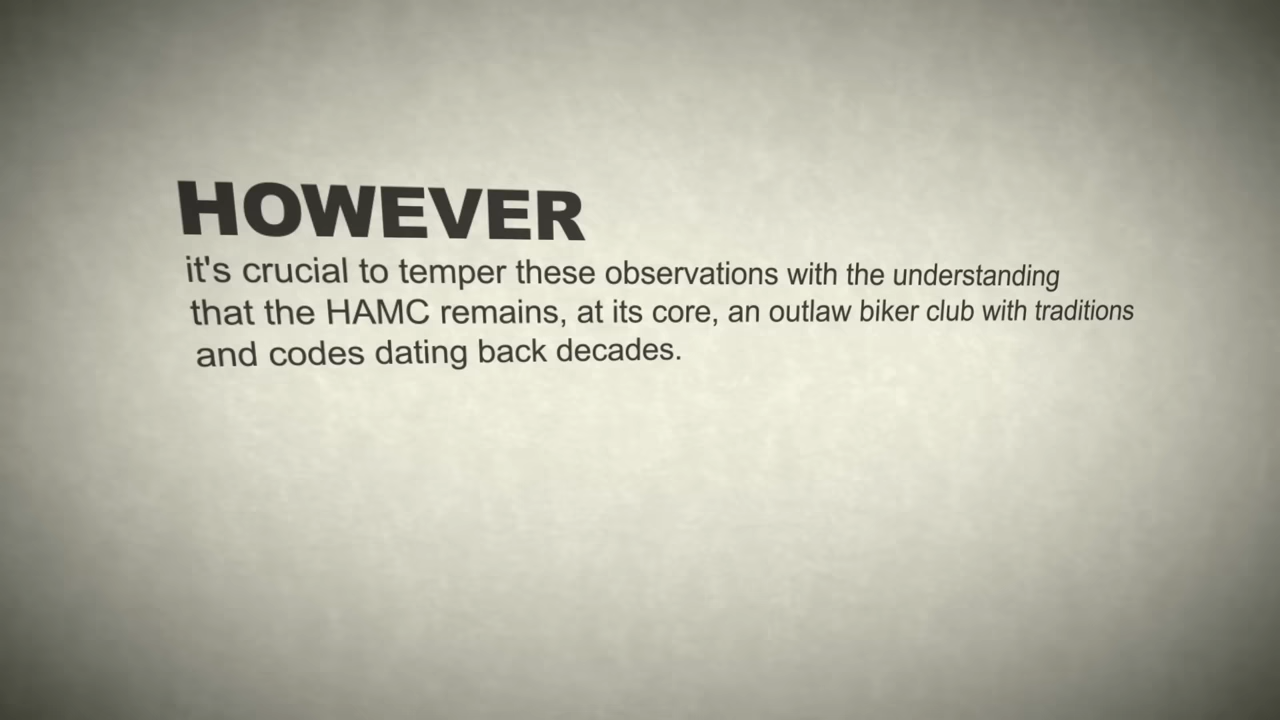 HOWEVER
it's crucial to temper these observations with the understanding
that the HAMC remains, at its core, an outlaw biker club with traditions
and codes dating back decades.